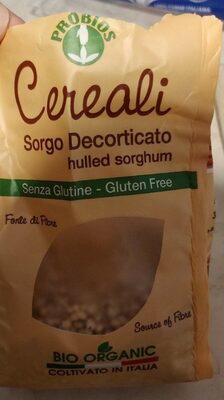 PROBIOS
Cereali
Sorgo Decorticato
hulled sorghum
Senza Glutine - Gluten Free
Fonte di Fibre
Source of Fibre
BIO ORGANIC
COLTIVATO IN ITALIA